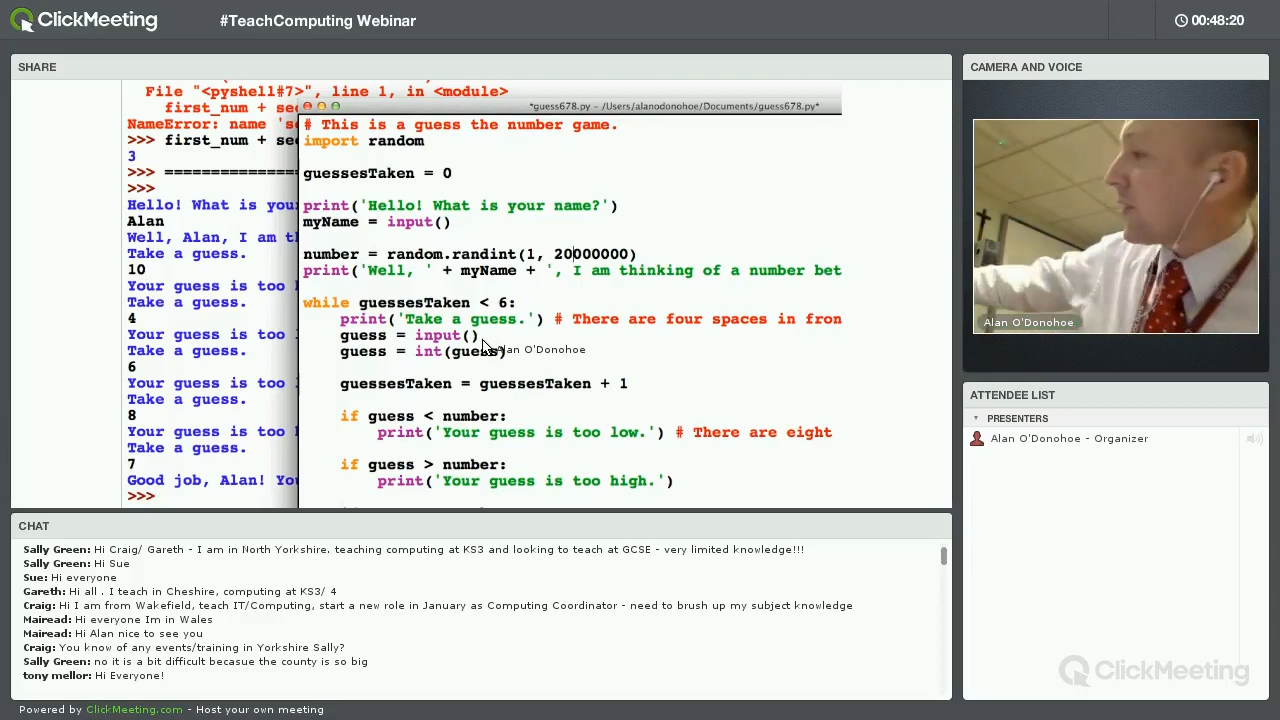 ClickMeeting
#TeachComputing Webinar
00:48:20
SHARE
File "<pyshell#7>", line 1, in <module>
first_num + sec
NameError: name 'se
>>> first_num + sec
3
>>> ===============
>>>
Hello! What is your
Alan
Well, Alan, I am th
Take a guess.
10
Your guess is too h
Take a guess.
4
Your guess is too l
Take a guess.
6
Your guess is too l
Take a guess.
8
Your guess is too h
Take a guess.
7
Good job, Alan! You
>>>
*guess678.py – /Users/alanodonohoe/Documents/guess678.py*
# This is a guess the number game.
import random
guessesTaken = 0
print('Hello! What is your name?')
myName = input()
number = random.randint(1, 20000000)
print('Well, ' + myName + ', I am thinking of a number bet
while guessesTaken < 6:
print('Take a guess.') # There are four spaces in fron
guess = input()
guess = int(guess)
Alan O'Donohoe
guessesTaken = guessesTaken + 1
if guess < number:
print('Your guess is too low.') # There are eight
if guess > number:
print('Your guess is too high.')
CAMERA AND VOICE
Alan O'Donohoe
ATTENDEE LIST
PRESENTERS
Alan O'Donohoe - Organizer
CHAT
Sally Green: Hi Craig/ Gareth - I am in North Yorkshire. teaching computing at KS3 and looking to teach at GCSE - very limited knowledge!!!
Sally Green: Hi Sue
Sue: Hi everyone
Gareth: Hi all . I teach in Cheshire, computing at KS3/ 4
Craig: Hi I am from Wakefield, teach IT/Computing, start a new role in January as Computing Coordinator - need to brush up my subject knowledge
Mairead: Hi everyone Im in Wales
Mairead: Hi Alan nice to see you
Craig: You know of any events/training in Yorkshire Sally?
Sally Green: no it is a bit difficult becasue the county is so big
tony mellor: Hi Everyone!
ClickMeeting
Powered by ClickMeeting.com - Host your own meeting